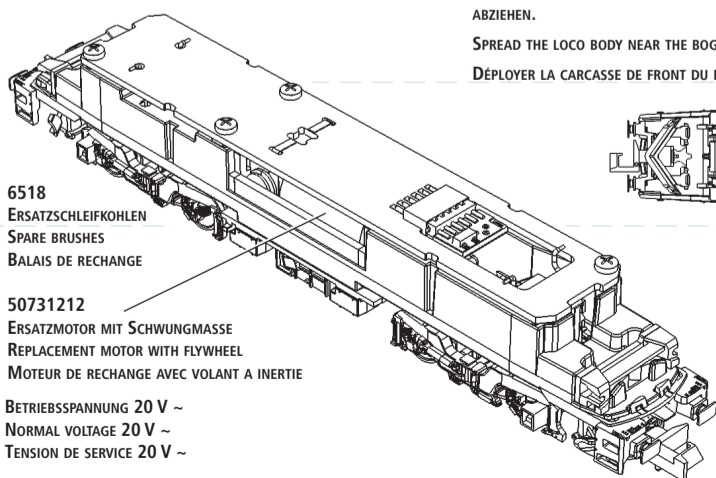 ABZIEHEN.
SPREAD THE LOCO BODY NEAR THE BOG
DÉPLOYER LA CARCASSE DE FRONT DU
6518
ERSATZSCHLEIFKOHLEN
SPARE BRUSHES
BALAIS DE RECHANGE
50731212
ERSATZMOTOR MIT SCHWUNGMASSE
REPLACEMENT MOTOR WITH FLYWHEEL
MOTEUR DE RECHANGE AVEC VOLANT A INERTIE
BETRIEBSSPANNUNG 20 V ~
NORMAL VOLTAGE 20 V ~
TENSION DE SERVICE 20 V ~